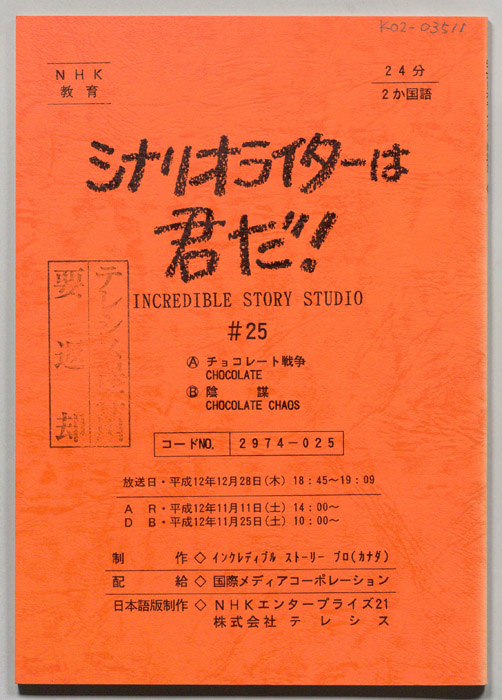 K02-03511
NHK
教育
24分
2か国語
シナリオライターは
君だ!
INCREDIBLE STORY STUDIO
#25
Ⓐ チョコレート戦争
CHOCOLATE
Ⓑ 陰 謀
CHOCOLATE CHAOS
要返却
コードNO. 2974-025
放送日・平成12年12月28日(木) 18:45~19:09
A R・平成12年11月11日(土) 14:00~
D B・平成12年11月25日(土) 10:00~
制 作 ◇ インクレディブル ストーリー プロ(カナダ)
配 給 ◇ 国際メディアコーポレーション
日本語版制作 ◇ NHKエンタープライズ21
株式会社 テレシス